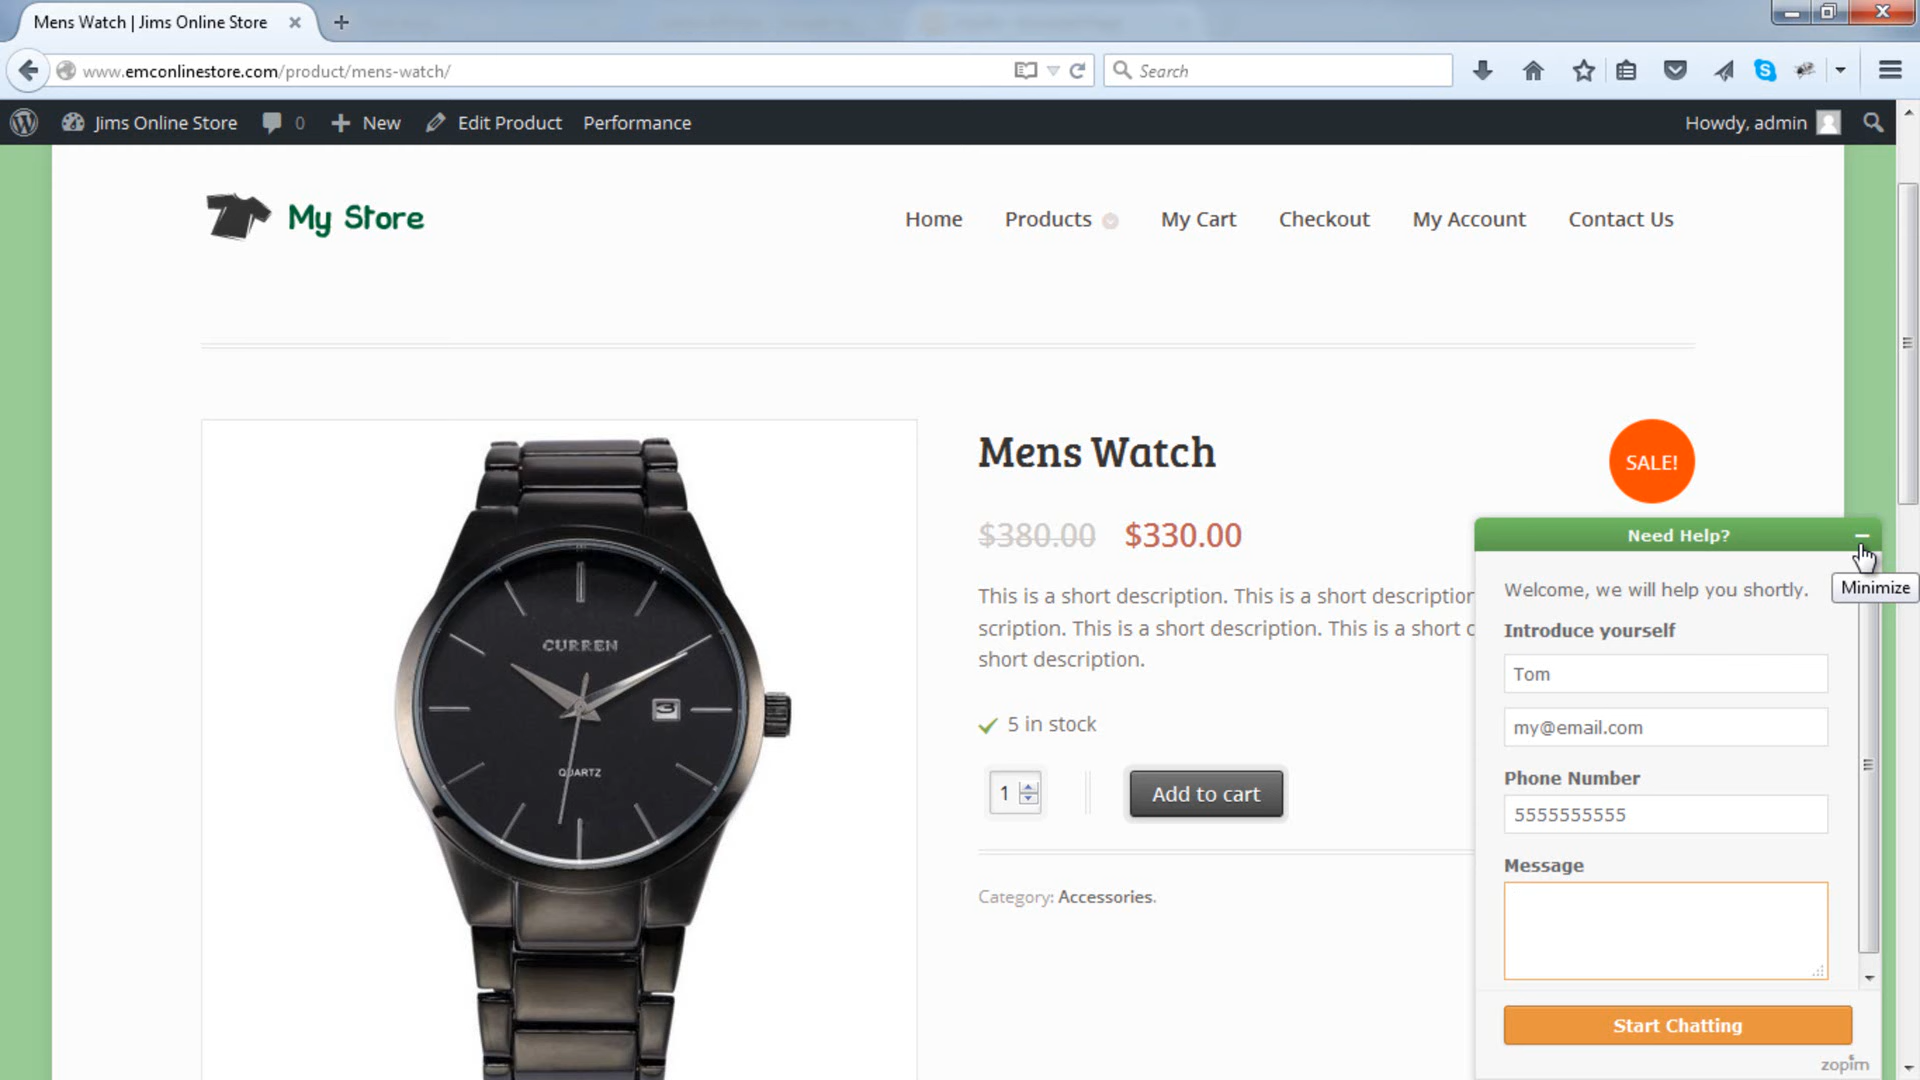 Mens Watch | Jims Online Store
www.emconlinestore.com/product/mens-watch/
Search
Jims Online Store 0 New Edit Product Performance
Howdy, admin
My Store
Home Products My Cart Checkout My Account Contact Us
Mens Watch
SALE!
$380.00 $330.00
This is a short description. This is a short description
scription. This is a short description. This is a short
short description.
5 in stock
1 Add to cart
Category: Accessories.
CURREN
3
QUARTZ
Need Help?
Minimize
Welcome, we will help you shortly.
Introduce yourself
Tom
my@email.com
Phone Number
5555555555
Message
Start Chatting
zopim